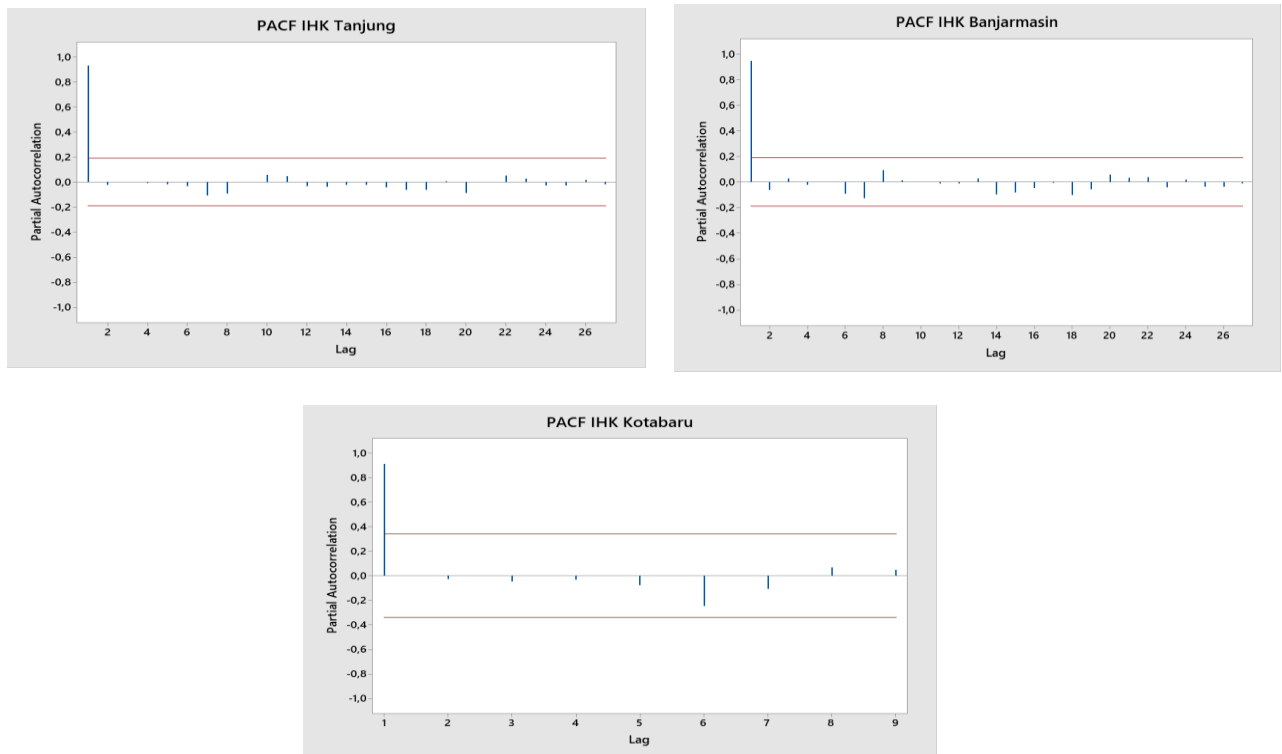 PACF IHK Tanjung
Partial Autocorrelation
1,0
0,8
0,6
0,4
0,2
0,0
-0,2
-0,4
-0,6
-0,8
-1,0
2 4 6 8 10 12 14 16 18 20 22 24 26
Lag
PACF IHK Banjarmasin
Partial Autocorrelation
1,0
0,8
0,6
0,4
0,2
0,0
-0,2
-0,4
-0,6
-0,8
-1,0
2 4 6 8 10 12 14 16 18 20 22 24 26
Lag
PACF IHK Kotabaru
Partial Autocorrelation
1,0
0,8
0,6
0,4
0,2
0,0
-0,2
-0,4
-0,6
-0,8
-1,0
1 2 3 4 5 6 7 8 9
Lag